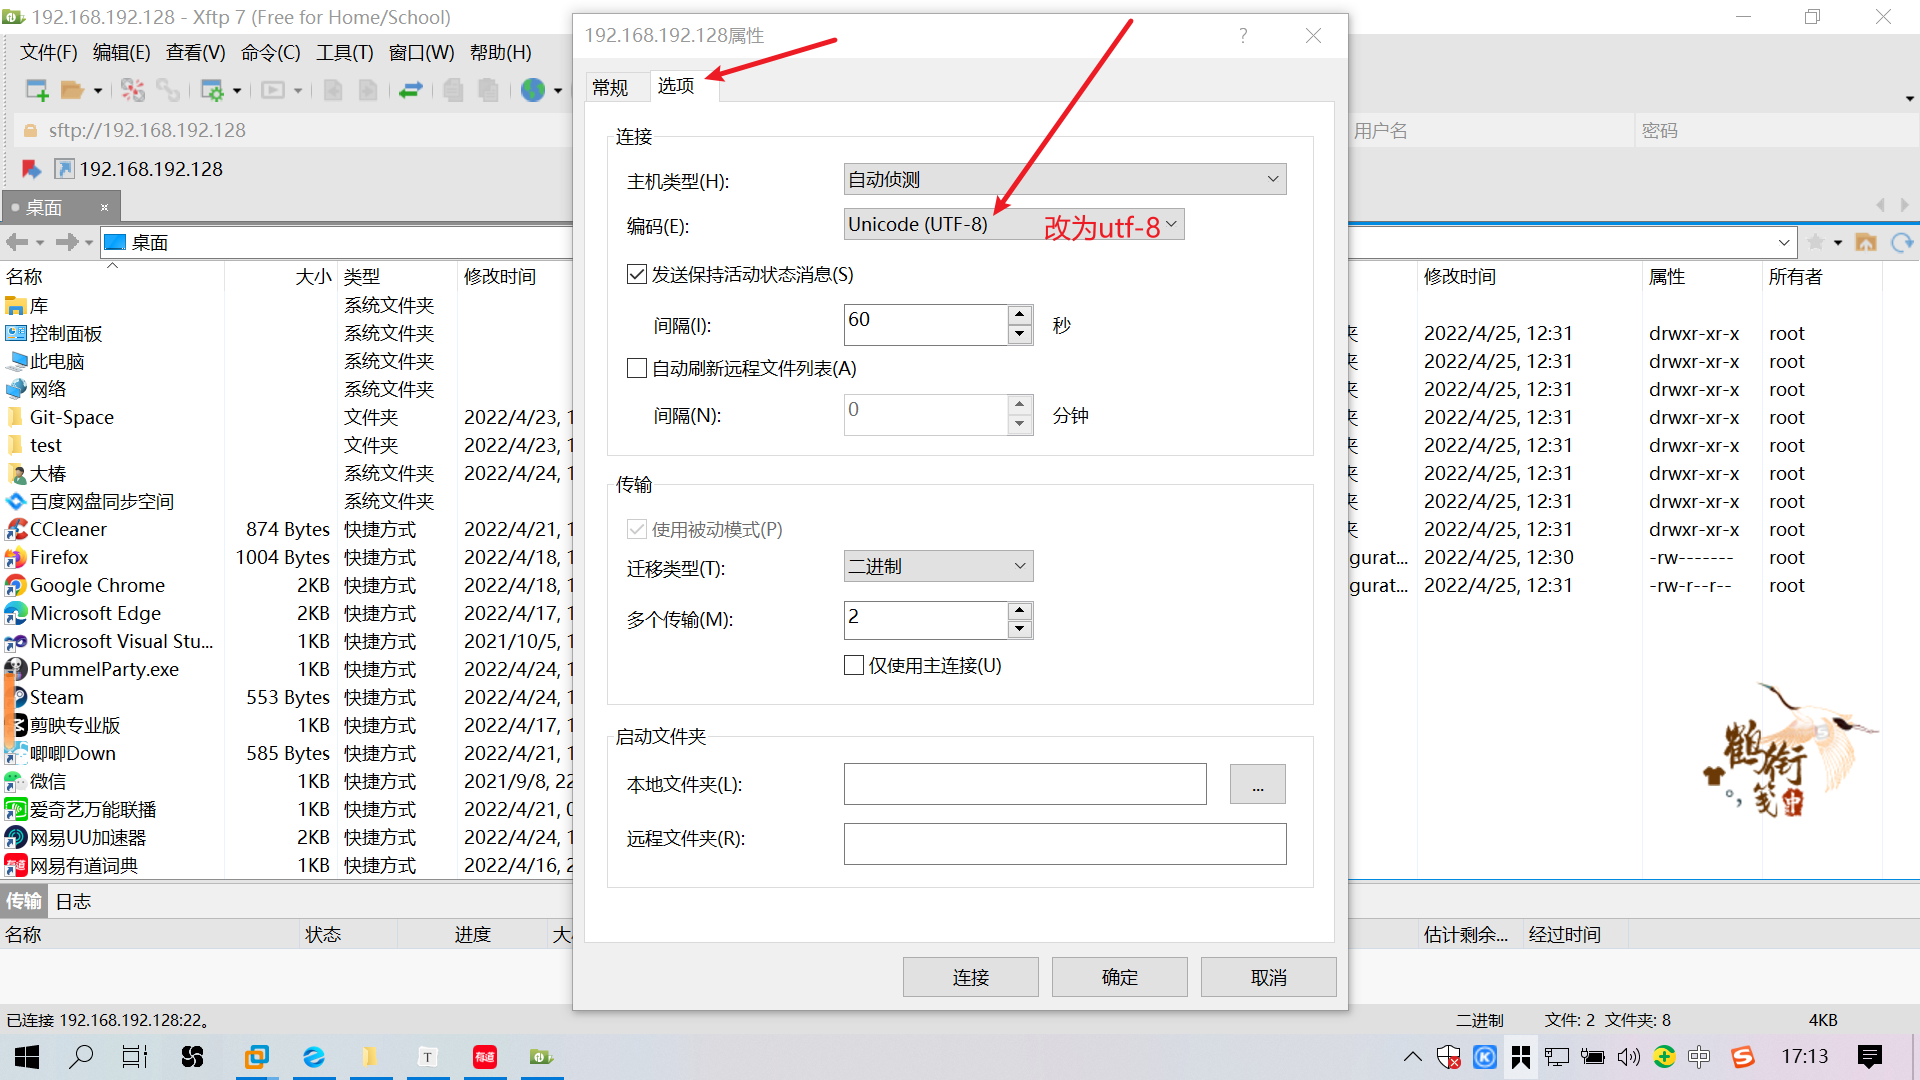 192.168.192.128 - Xftp 7 (Free for Home/School)
文件(F) 编辑(E) 查看(V) 命令(C) 工具(T) 窗口(W) 帮助(H)
sftp://192.168.192.128
用户名
密码
192.168.192.128
桌面
桌面
名称 大小 类型 修改时间
库 系统文件夹
控制面板 系统文件夹
此电脑 系统文件夹
网络 系统文件夹
Git-Space 文件夹 2022/4/23, 1
test 文件夹 2022/4/23, 1
大椿 系统文件夹 2022/4/24, 1
百度网盘同步空间 系统文件夹
CCleaner 874 Bytes 快捷方式 2022/4/21, 1
Firefox 1004 Bytes 快捷方式 2022/4/18, 1
Google Chrome 2KB 快捷方式 2022/4/18, 1
Microsoft Edge 2KB 快捷方式 2022/4/17, 1
Microsoft Visual Stu... 1KB 快捷方式 2021/10/5, 1
PummelParty.exe 1KB 快捷方式 2022/4/24, 1
Steam 553 Bytes 快捷方式 2022/4/24, 1
剪映专业版 1KB 快捷方式 2022/4/17, 1
唧唧Down 585 Bytes 快捷方式 2022/4/21, 1
微信 1KB 快捷方式 2021/9/8, 22
爱奇艺万能联播 1KB 快捷方式 2022/4/21, 0
网易UU加速器 2KB 快捷方式 2022/4/24, 1
有道
网易有道词典 1KB 快捷方式 2022/4/16, 2
192.168.192.128属性
?
常规 选项
连接
主机类型(H): 自动侦测
编码(E): Unicode (UTF-8) 改为utf-8
发送保持活动状态消息(S)
间隔(I): 60 秒
自动刷新远程文件列表(A)
间隔(N): 0 分钟
传输
使用被动模式(P)
迁移类型(T): 二进制
多个传输(M): 2
仅使用主连接(U)
启动文件夹
本地文件夹(L): ...
远程文件夹(R):
连接 确定 取消
修改时间 属性 所有者
夹 2022/4/25, 12:31 drwxr-xr-x root
夹 2022/4/25, 12:31 drwxr-xr-x root
夹 2022/4/25, 12:31 drwxr-xr-x root
夹 2022/4/25, 12:31 drwxr-xr-x root
夹 2022/4/25, 12:31 drwxr-xr-x root
夹 2022/4/25, 12:31 drwxr-xr-x root
夹 2022/4/25, 12:31 drwxr-xr-x root
夹 2022/4/25, 12:31 drwxr-xr-x root
gurat... 2022/4/25, 12:30 -rw------- root
gurat... 2022/4/25, 12:31 -rw-r--r-- root
鹤衔笺
中
传输 日志
名称 状态 进度 大 估计剩余... 经过时间
已连接 192.168.192.128:22。
二进制 文件: 2 文件夹: 8 4KB
T 有道 K 中 S 17:13